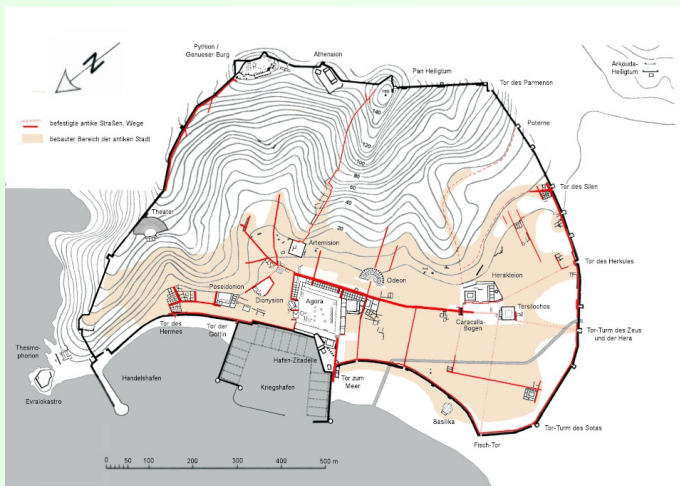 Pythion /
Genueser Burg
Athenaion
Pan Heiligtum
Arkouda-
Heiligtum
Tor des Parmenon
N
befestigte antike Straßen, Wege
bebauter Bereich der antiken Stadt
Poterne
140
120
100
80
60
40
20
Tor des Silen
Theater
Artemision
Tor des Herkules
Odeon
Herakleion
Poseidonion
Dionysion
Agora
Tersilochos
Caracalla-
Bogen
Tor des
Hermes
Tor der
Göttin
Tor-Turm des Zeus
und der Hera
Thesmo-
phorion
Hafen-Zitadelle
Handelshafen
Kriegshafen
Tor zum
Meer
Evraiokastro
Basilika
Tor-Turm des Sotas
Fisch-Tor
0 50 100 200 300 400 500 m